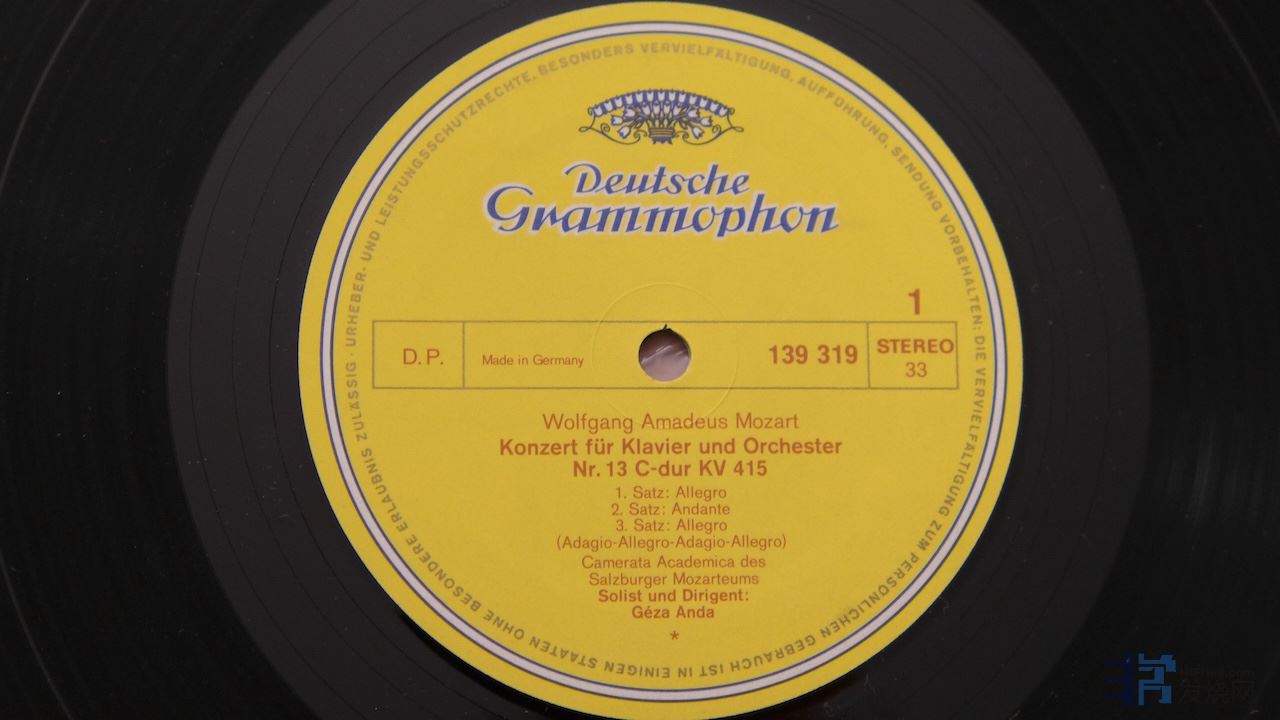 URHEBER- UND LEISTUNGSSCHUTZRECHTE, BESONDERS VERVIELFÄLTIGUNG, AUFFÜHRUNG, SENDUNG VORBEHALTEN; DIE VERVIELFÄLTIGUNG ZUM PERSÖNLICHEN GEBRAUCH IST IN EINIGEN STAATEN OHNE BESONDERE ERLAUBNIS ZULÄSSIG ·
Deutsche
Grammophon
1
D.P.
Made in Germany
139 319
STEREO
33
Wolfgang Amadeus Mozart
Konzert für Klavier und Orchester
Nr. 13 C-dur KV 415
1. Satz: Allegro
2. Satz: Andante
3. Satz: Allegro
(Adagio-Allegro-Adagio-Allegro)
Camerata Academica des
Salzburger Mozarteums
Solist und Dirigent:
Géza Anda
*